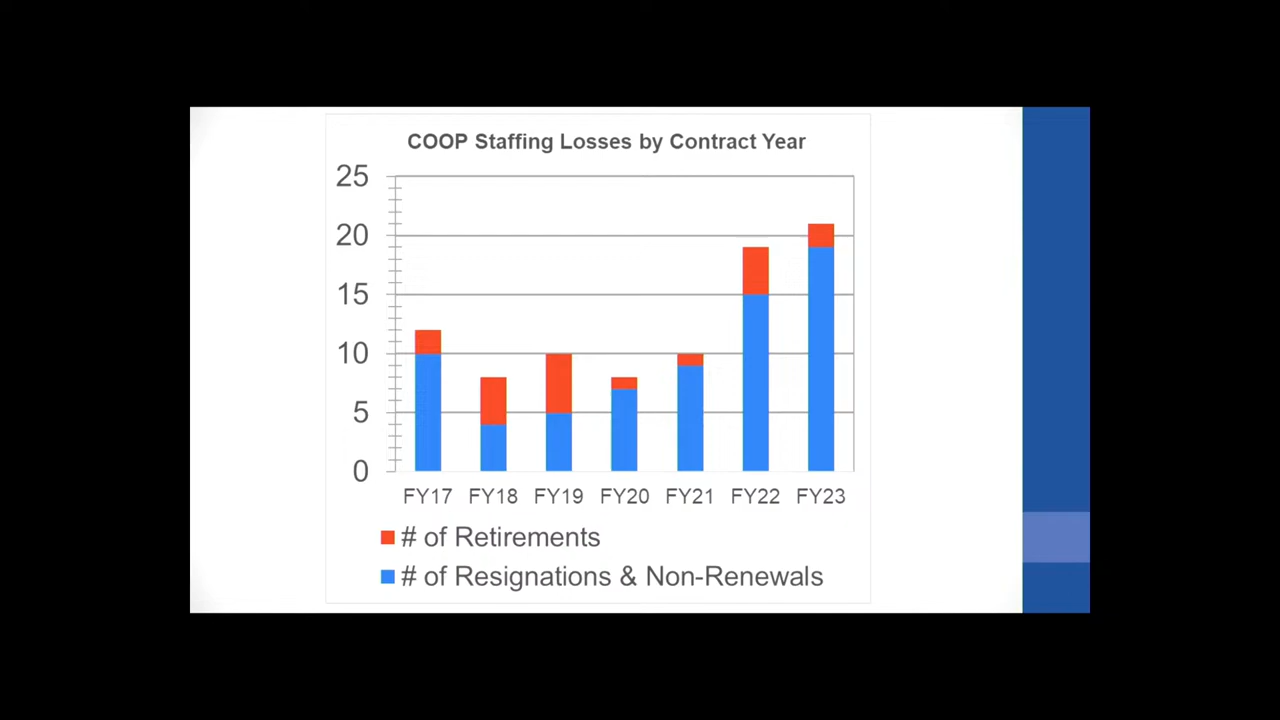 COOP Staffing Losses by Contract Year
25
20
15
10
5
0
FY17 FY18 FY19 FY20 FY21 FY22 FY23
# of Retirements
# of Resignations & Non-Renewals